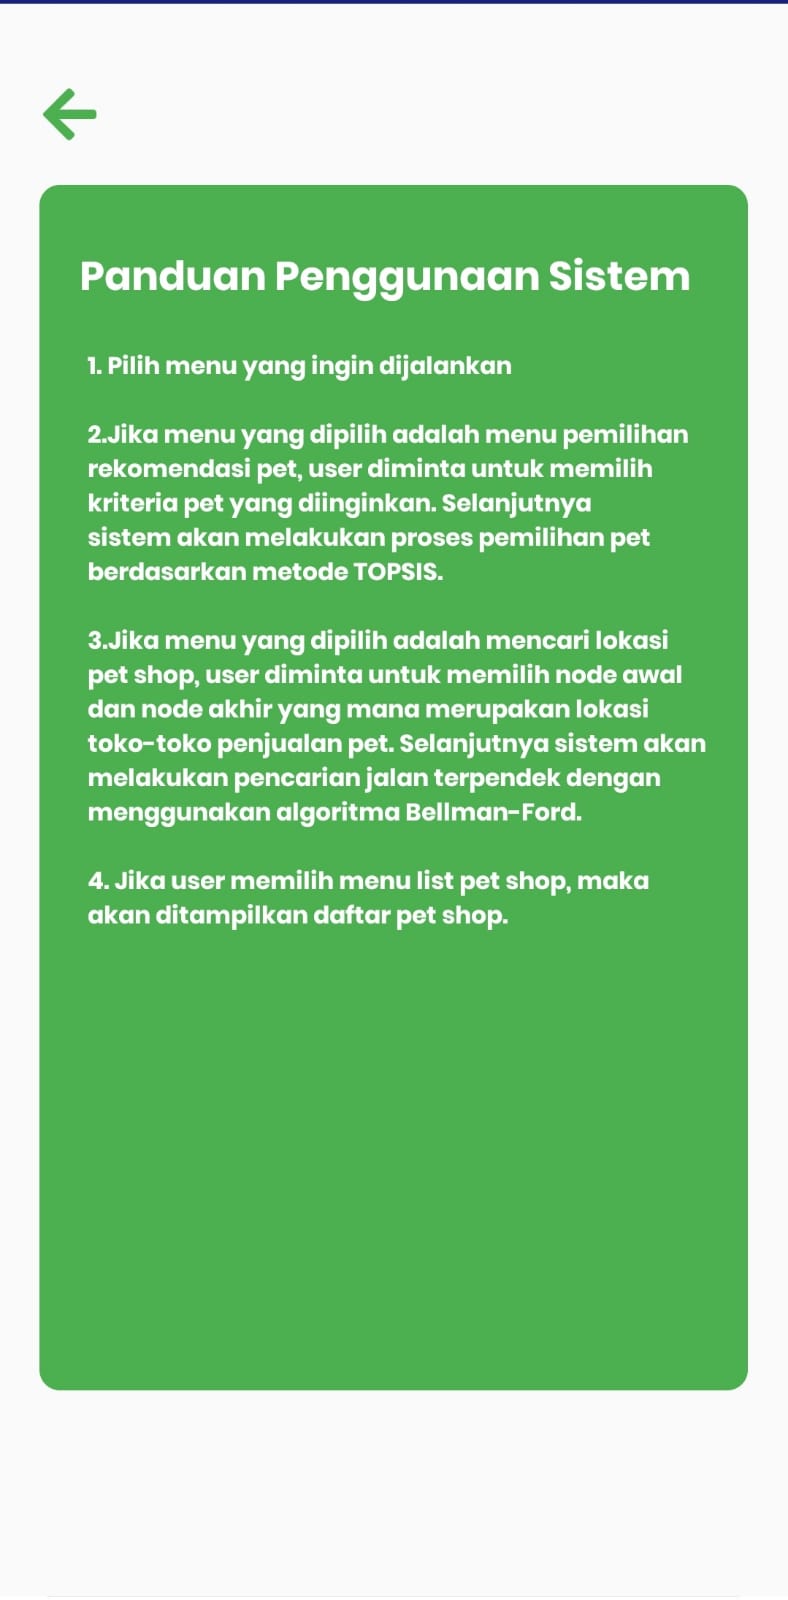 Panduan Penggunaan Sistem
1. Pilih menu yang ingin dijalankan
2.Jika menu yang dipilih adalah menu pemilihan
rekomendasi pet, user diminta untuk memilih
kriteria pet yang diinginkan. Selanjutnya
sistem akan melakukan proses pemilihan pet
berdasarkan metode TOPSIS.
3.Jika menu yang dipilih adalah mencari lokasi
pet shop, user diminta untuk memilih node awal
dan node akhir yang mana merupakan lokasi
toko-toko penjualan pet. Selanjutnya sistem akan
melakukan pencarian jalan terpendek dengan
menggunakan algoritma Bellman-Ford.
4. Jika user memilih menu list pet shop, maka
akan ditampilkan daftar pet shop.